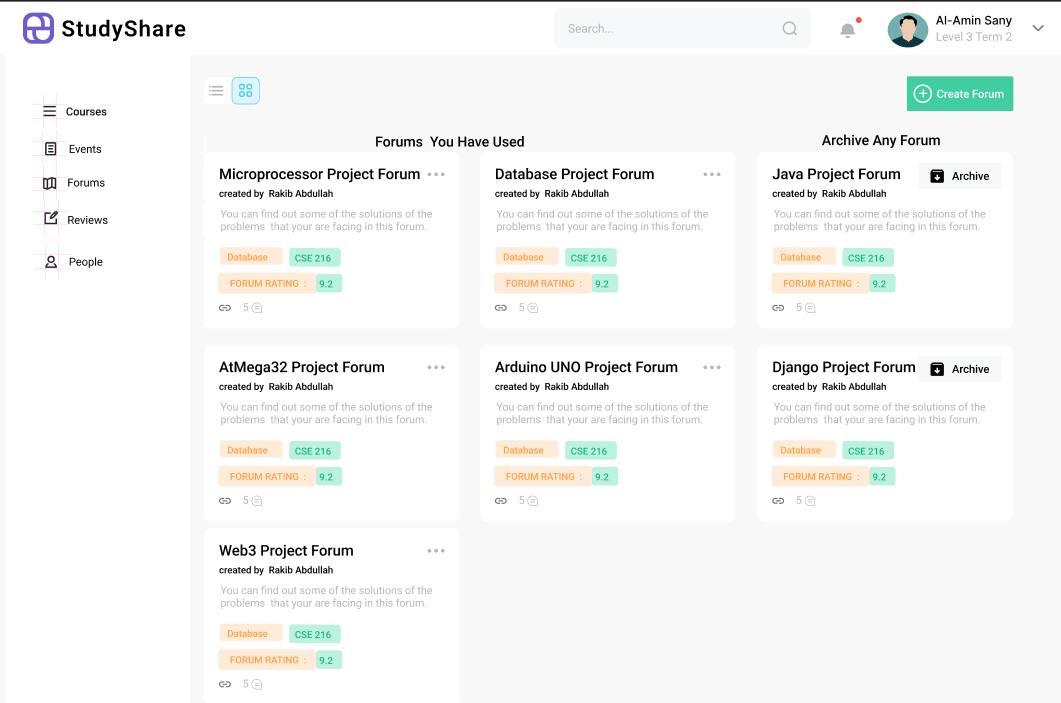 StudyShare
Search...
Al-Amin Sany
Level 3 Term 2
Courses
Events
Forums
Reviews
People
Create Forum
Forums You Have Used
Archive Any Forum
Microprocessor Project Forum
created by Rakib Abdullah
You can find out some of the solutions of the
problems that your are facing in this forum.
Database CSE 216
FORUM RATING : 9.2
5
Database Project Forum
created by Rakib Abdullah
You can find out some of the solutions of the
problems that your are facing in this forum.
Database CSE 216
FORUM RATING : 9.2
5
Java Project Forum
Archive
created by Rakib Abdullah
You can find out some of the solutions of the
problems that your are facing in this forum.
Database CSE 216
FORUM RATING : 9.2
5
AtMega32 Project Forum
created by Rakib Abdullah
You can find out some of the solutions of the
problems that your are facing in this forum.
Database CSE 216
FORUM RATING : 9.2
5
Arduino UNO Project Forum
created by Rakib Abdullah
You can find out some of the solutions of the
problems that your are facing in this forum.
Database CSE 216
FORUM RATING : 9.2
5
Django Project Forum
Archive
created by Rakib Abdullah
You can find out some of the solutions of the
problems that your are facing in this forum.
Database CSE 216
FORUM RATING : 9.2
5
Web3 Project Forum
created by Rakib Abdullah
You can find out some of the solutions of the
problems that your are facing in this forum.
Database CSE 216
FORUM RATING : 9.2
5